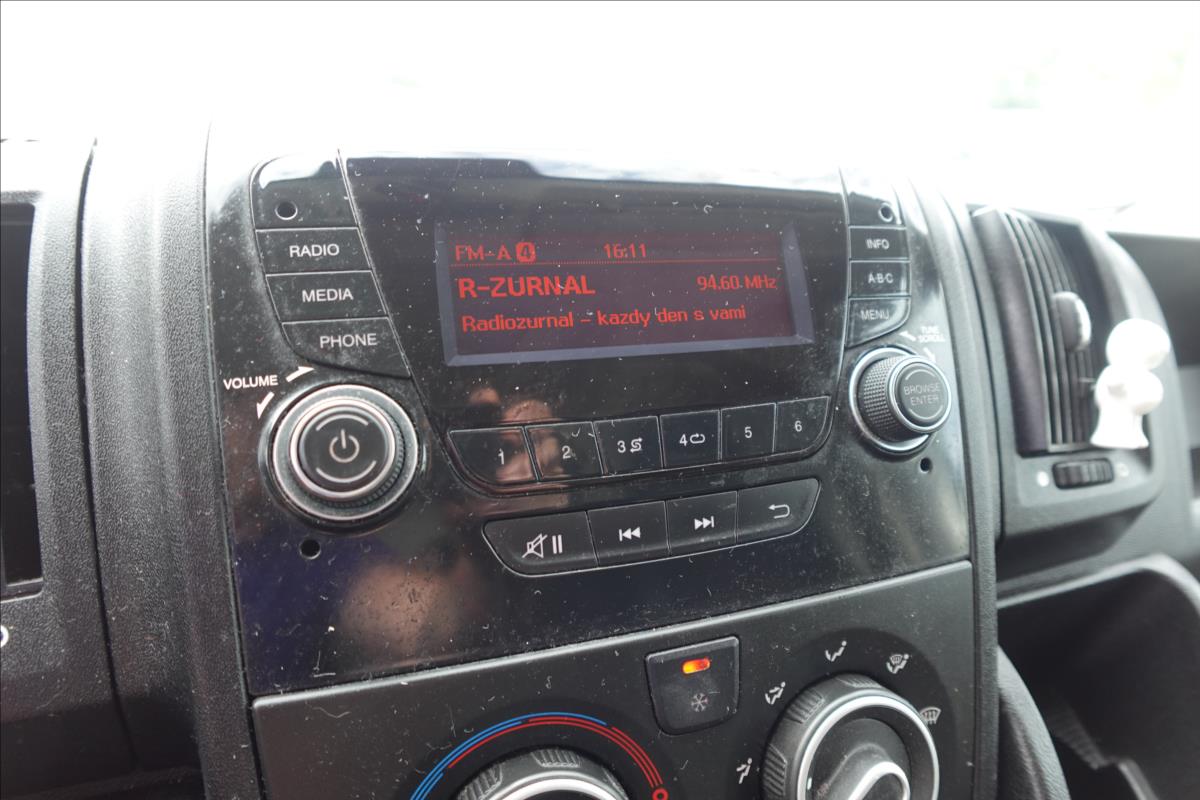 FM-A 4 16:11
R-ZURNAL 94.60 MHz
Radiozurnal - kazdy den s vami
RADIO
MEDIA
PHONE
VOLUME
INFO
A·B·C
MENU
TUNE
SCROLL
BROWSE
ENTER
1 2 3 4 5 6